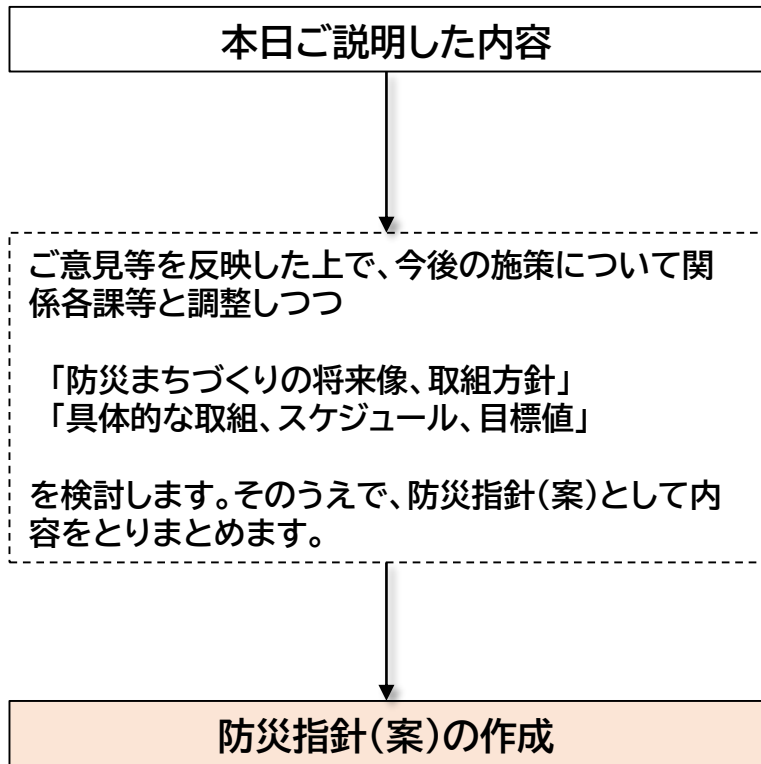 本日ご説明した内容
ご意見等を反映した上で、今後の施策について関
係各課等と調整しつつ
「防災まちづくりの将来像、取組方針」
「具体的な取組、スケジュール、目標値」
を検討します。そのうえで、防災指針(案)として内
容をとりまとめます。
防災指針(案)の作成